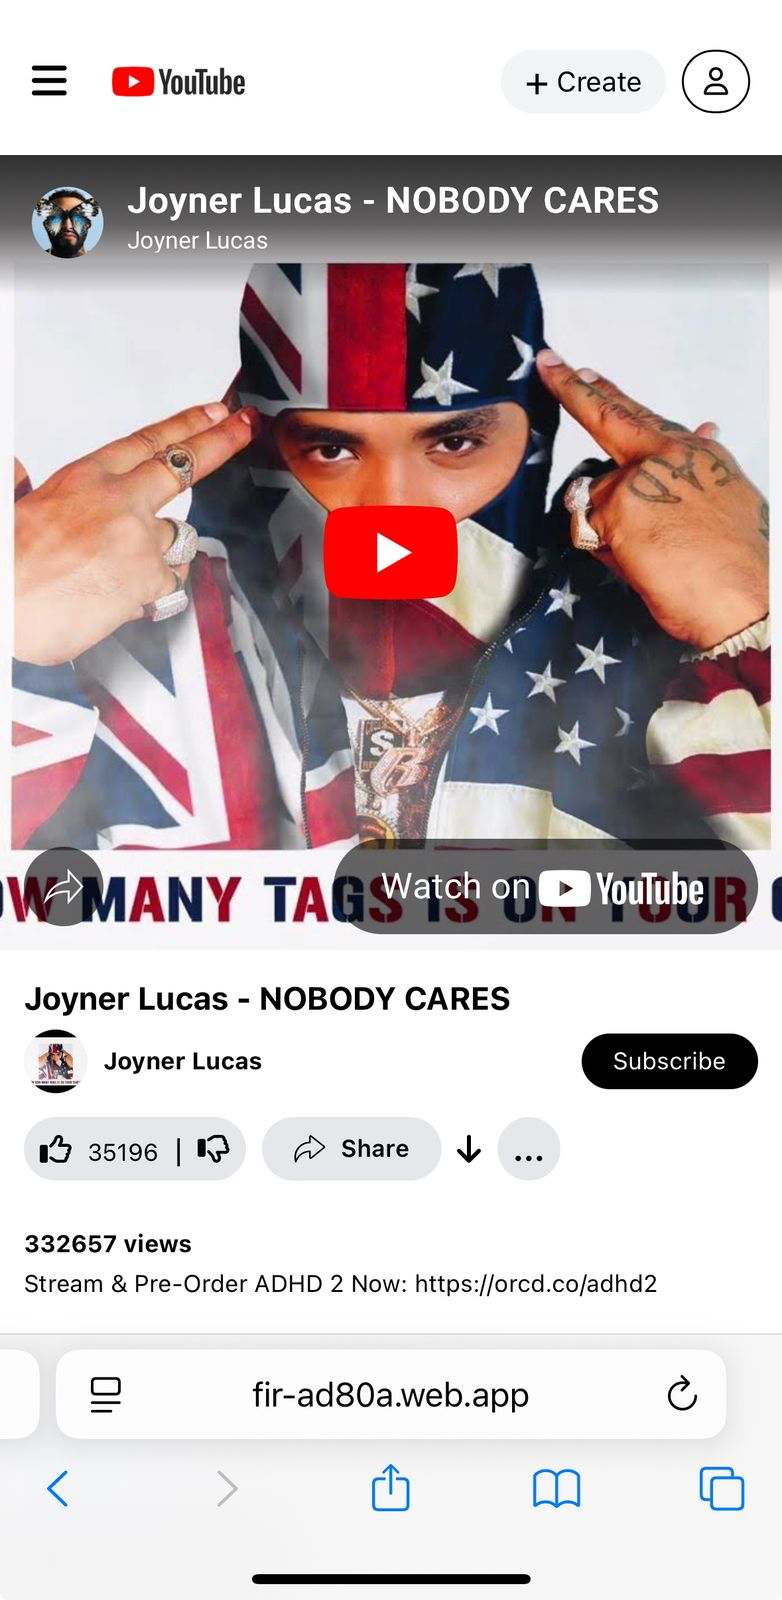 YouTube
+ Create
Joyner Lucas - NOBODY CARES
Joyner Lucas
OW MANY TAGS IS ON YOUR
Watch on YouTube
Joyner Lucas - NOBODY CARES
Joyner Lucas
Subscribe
35196 |
Share
...
332657 views
Stream & Pre-Order ADHD 2 Now: https://orcd.co/adhd2
fir-ad80a.web.app